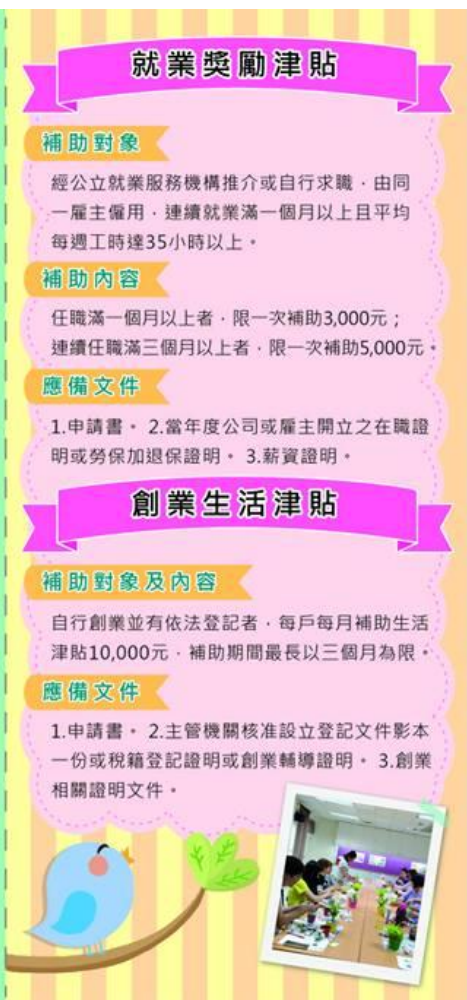 就業獎勵津貼
補助對象
經公立就業服務機構推介或自行求職，由同
一雇主僱用，連續就業滿一個月以上且平均
每週工時達35小時以上。
補助內容
任職滿一個月以上者，限一次補助3,000元；
連續任職滿三個月以上者，限一次補助5,000元。
應備文件
1.申請書。 2.當年度公司或雇主開立之在職證
明或勞保加退保證明。 3.薪資證明。
創業生活津貼
補助對象及內容
自行創業並有依法登記者，每戶每月補助生活
津貼10,000元，補助期間最長以三個月為限。
應備文件
1.申請書。 2.主管機關核准設立登記文件影本
一份或稅籍登記證明或創業輔導證明。 3.創業
相關證明文件。